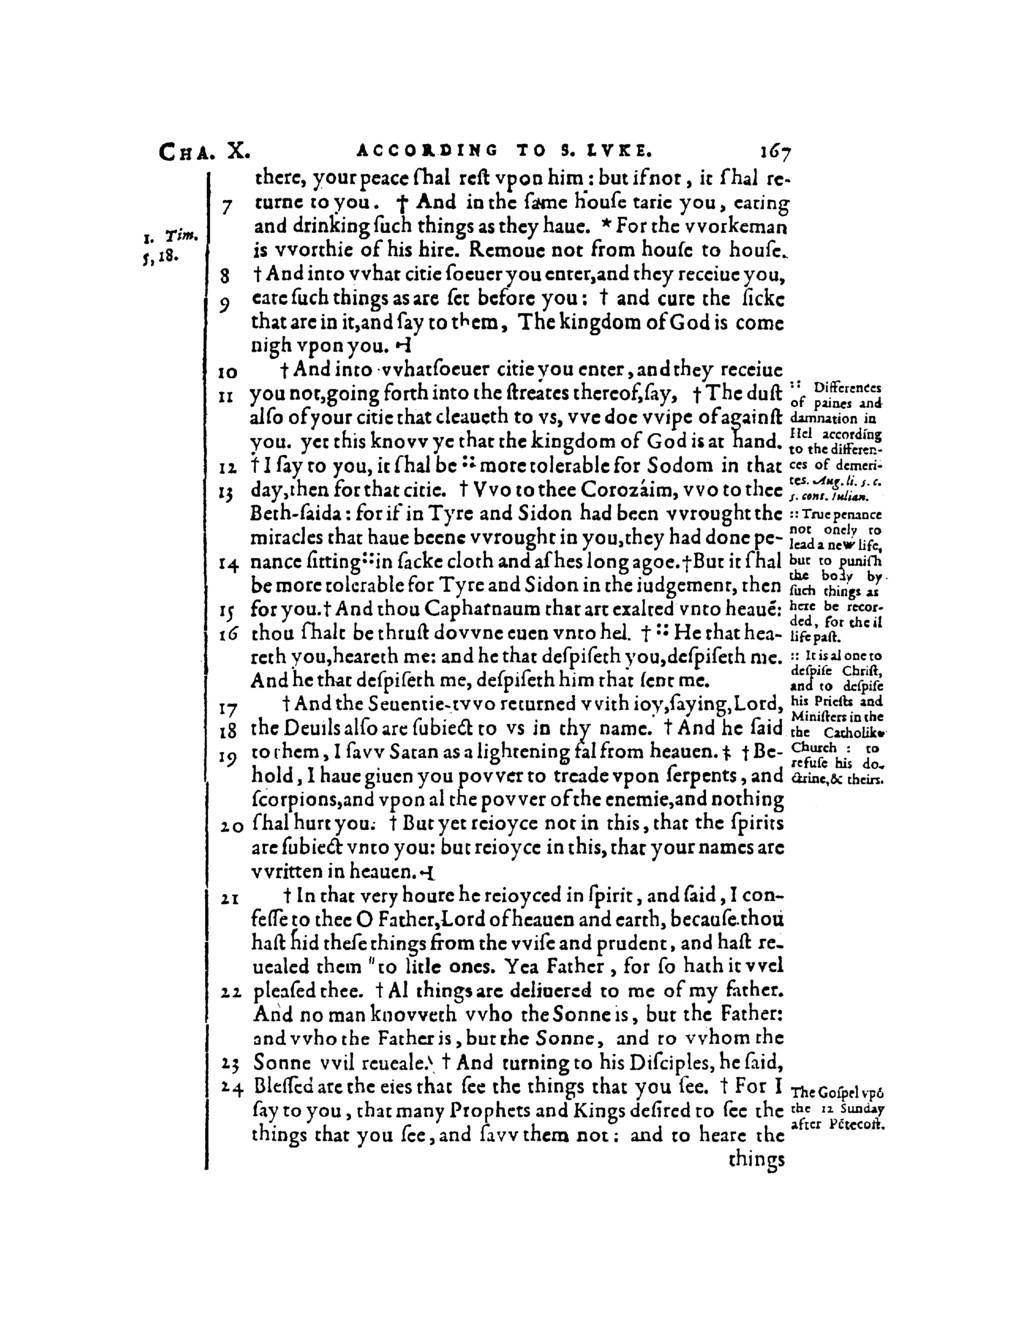 CHA. X. ACCORDING TO S. LVKE. 167
there, your peace ſhal reſt vpon him : but if not, it ſhal re-
7 turne to you. † And in the ſame houſe tarie you, eating
and drinking ſuch things as they haue. * For the vvorkeman
1. Tim.
5, 18.
is vvorthie of his hire. Remoue not from houſe to houſe.
8 † And into vvhat citie ſoeuer you enter, and they receiue you,
9 eate ſuch things as are ſet before you : † and cure the ſicke
that are in it, and ſay to them, The kingdom of God is come
nigh vpon you. ⊣
10 † And into vvhatſoeuer citie you enter, and they receiue
11 you not, going forth into the ſtreates thereof, ſay, † The duſt
alſo of your citie that cleaueth to vs, vve doe vvipe of againſt
you. yet this knovv ye that the kingdom of God is at hand.
12 † I ſay to you, it ſhal be :: more tolerable for Sodom in that
13 day, then for that citie. † Vvo to thee Corozáim, vvo to thee
Beth-ſaida : for if in Tyre and Sidon had been vvrought the
miracles that haue beene vvrought in you, they had done pe-
14 nance ſitting :: in ſacke cloth and aſhes long agoe. † But it ſhal
be more tolerable for Tyre and Sidon in the iudgement, then
15 for you. † And thou Capharnaum that art exalted vnto heauē:
16 thou ſhalt be thruſt dovvne euen vnto hel. † :: He that hea-
reth you, heareth me: and he that deſpiſeth you, deſpiſeth me.
And he that deſpiſeth me, deſpiſeth him that ſent me.
17 † And the Seuentie-tvvo returned vvith ioy, ſaying, Lord,
18 the Deuils alſo are ſubiect to vs in thy name. † And he ſaid
19 to them, I ſavv Satan as a lightening fal from heauen. ‡ † Be-
hold, I haue giuen you povver to treade vpon ſerpents, and
ſcorpions, and vpon al the povver of the enemie, and nothing
20 ſhal hurt you. † But yet reioyce not in this, that the ſpirits
are ſubiect vnto you: but reioyce in this, that your names are
vvritten in heauen. ⊣
21 † In that very houre he reioyced in ſpirit, and ſaid, I con-
feſſe to thee O Father, Lord of heauen and earth, becauſe thou
haſt hid theſe things from the vviſe and prudent, and haſt re-
uealed them "to litle ones. Yea Father, for ſo hath it vvel
22 pleaſed thee. † Al things are deliuered to me of my father.
And no man knovveth vvho the Sonne is, but the Father:
and vvho the Father is, but the Sonne, and to vvhom the
23 Sonne vvil reueale. † And turning to his Diſciples, he ſaid,
24 Bleſſed are the eies that ſee the things that you ſee. † For I
ſay to you, that many Prophets and Kings deſired to ſee the
things that you ſee, and ſavv them not : and to heare the
things
:: Differences
of paines and
damnation in
Hel according
to the differen-
ces of demeri-
tes. Aug. li. 5. c.
5. cont. Iulian.
:: True penance
not onely to
lead a new life,
but to puniſh
the body by
ſuch things as
here be recor-
ded, for the il
life paſt.
:: It is al one to
deſpiſe Chriſt,
and to deſpiſe
his Prieſts and
Miniſters in the
the Catholike
Church : to
refuſe his do-
ctrine, & theirs.
The Goſpel vpō
the 12 Sunday
after Pētecoſt.